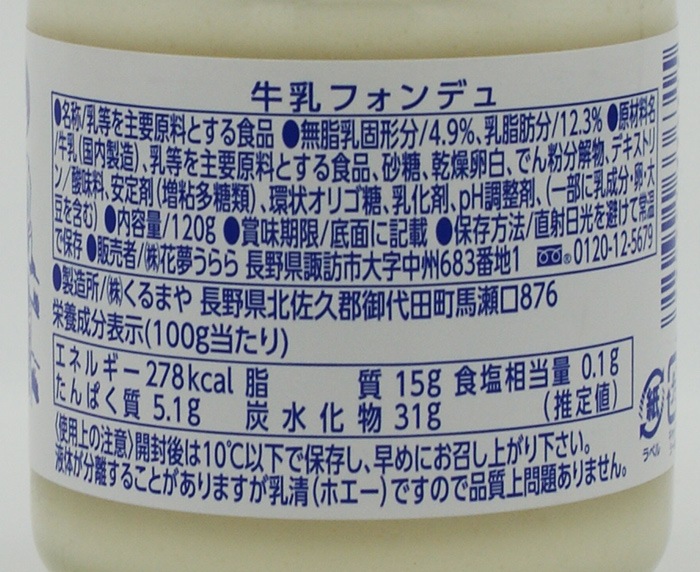 牛乳フォンデュ
●名称/乳等を主要原料とする食品 ●無脂乳固形分/4.9%、乳脂肪分/12.3% ●原材料名
/牛乳(国内製造)、乳等を主要原料とする食品、砂糖、乾燥卵白、でん粉分解物、デキストリ
ン/酸味料、安定剤(増粘多糖類)、環状オリゴ糖、乳化剤、pH調整剤、(一部に乳成分・卵・大
豆を含む) ●内容量/120g ●賞味期限/底面に記載 ●保存方法/直射日光を避けて常温
で保存 ●販売者/㈱花夢うらら 長野県諏訪市大字中州683番地1 0120-12-5679
●製造所/㈱くるまや 長野県北佐久郡御代田町馬瀬口876
栄養成分表示(100g当たり)
エネルギー 278kcal 脂質 15g 食塩相当量 0.1g
たんぱく質 5.1g 炭水化物 31g (推定値)
〈使用上の注意〉開封後は10℃以下で保存し、早めにお召し上がり下さい。
液体が分離することがありますが乳清(ホエー)ですので品質上問題ありません。
紙
ラベル